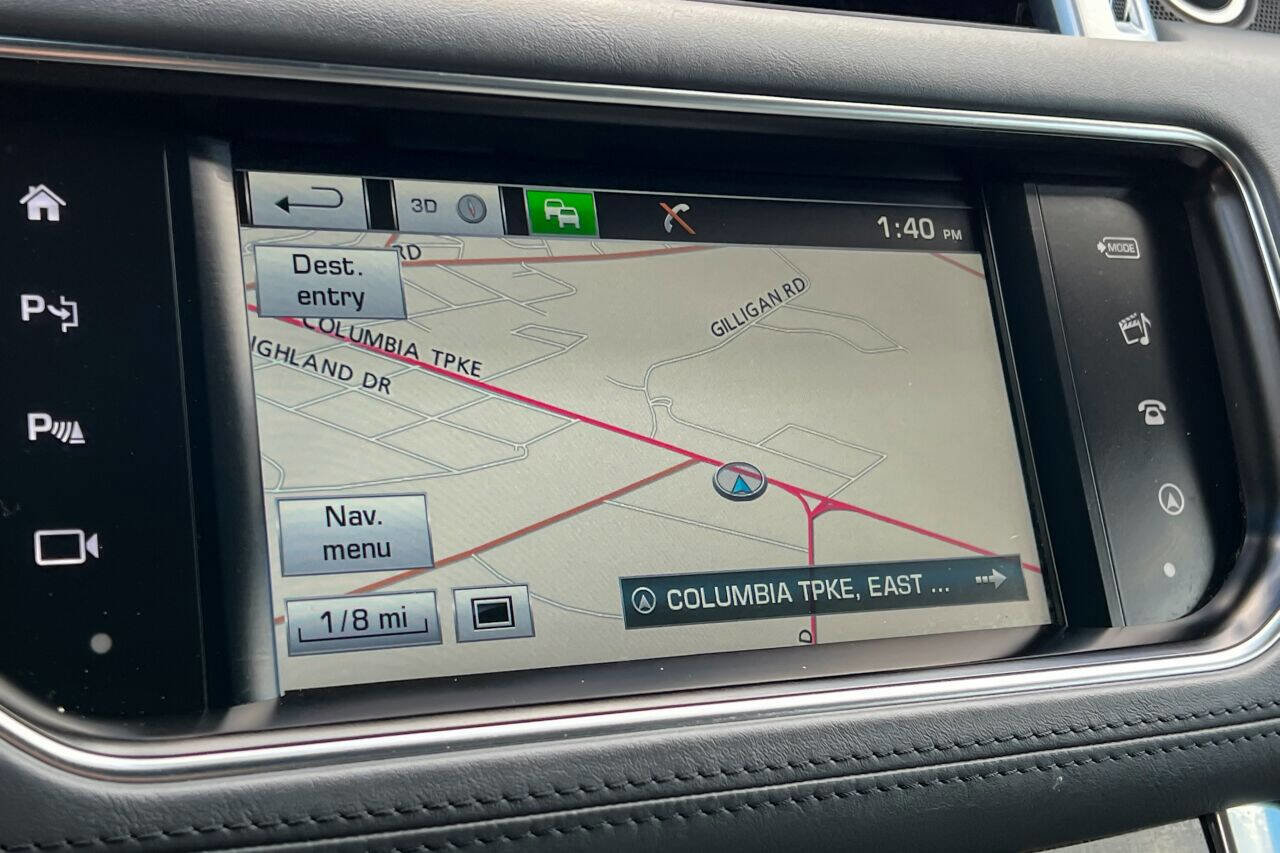 3D
1:40 PM
MODE
RD
Dest.
entry
GILLIGAN RD
COLUMBIA TPKE
IGHLAND DR
P
P
Nav.
menu
COLUMBIA TPKE, EAST ...
1/8 mi
D